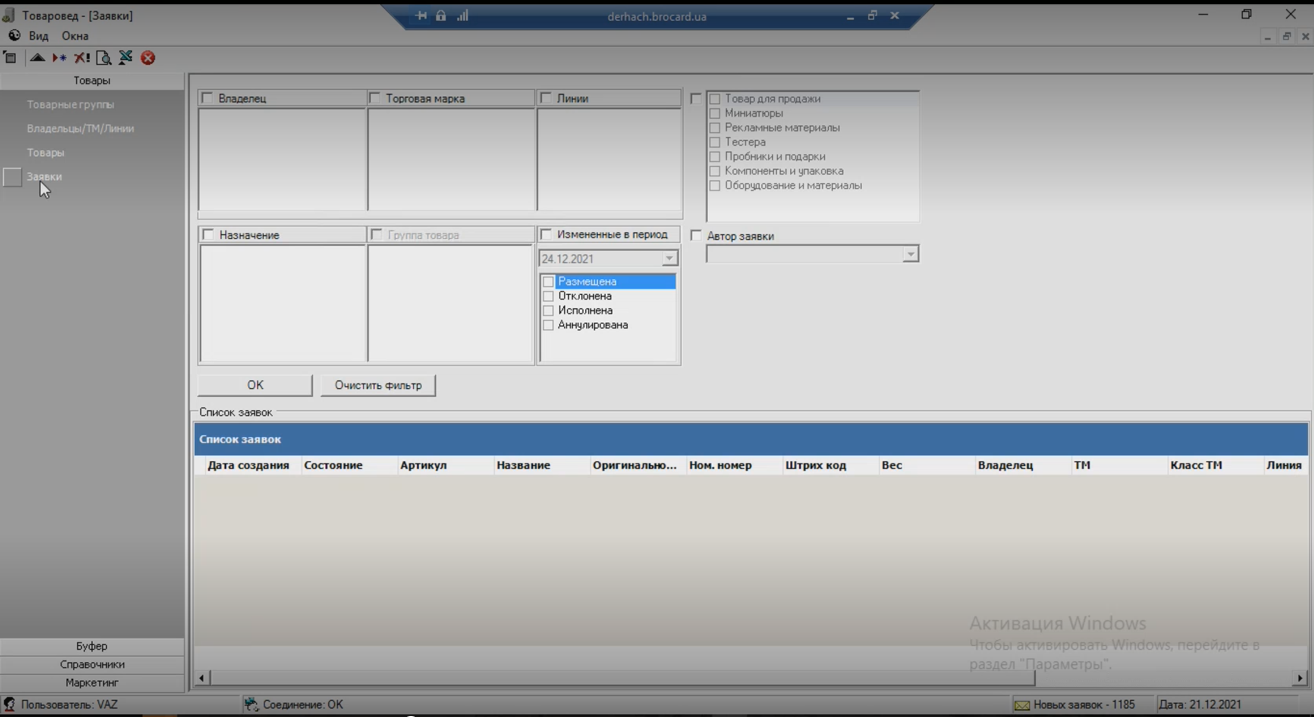 Товаровед - [Заявки]
derhach.brocard.ua
Вид Окна
Товары
Товарные группы
Владельцы/ТМ/Линии
Товары
Заявки
Владелец Торговая марка Линии
Товар для продажи
Миниатюры
Рекламные материалы
Тестера
Пробники и подарки
Компоненты и упаковка
Оборудование и материалы
Назначение Группа товара Измененные в период Автор заявки
24.12.2021
Размещена
Отклонена
Исполнена
Аннулирована
OK Очистить фильтр
Список заявок
Список заявок
Дата создания Состояние Артикул Название Оригинально... Ном. номер Штрих код Вес Владелец ТМ Класс ТМ Линия
Активация Windows
Чтобы активировать Windows, перейдите в
раздел "Параметры".
Буфер
Справочники
Маркетинг
Пользователь: VAZ Соединение: OK Новых заявок - 1185 Дата: 21.12.2021